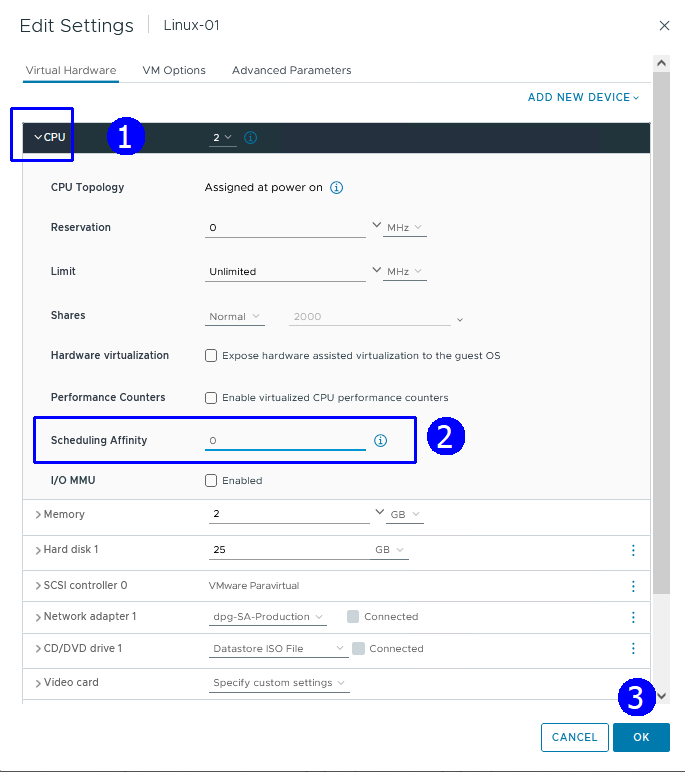 Edit Settings Linux-01
Virtual Hardware VM Options Advanced Parameters
ADD NEW DEVICE
CPU 1 2
CPU Topology Assigned at power on
Reservation 0 MHz
Limit Unlimited MHz
Shares Normal 2000
Hardware virtualization Expose hardware assisted virtualization to the guest OS
Performance Counters Enable virtualized CPU performance counters
Scheduling Affinity 0 2
I/O MMU Enabled
Memory 2 GB
Hard disk 1 25 GB
SCSI controller 0 VMware Paravirtual
Network adapter 1 dpg-SA-Production Connected
CD/DVD drive 1 Datastore ISO File Connected
Video card Specify custom settings
3
CANCEL OK